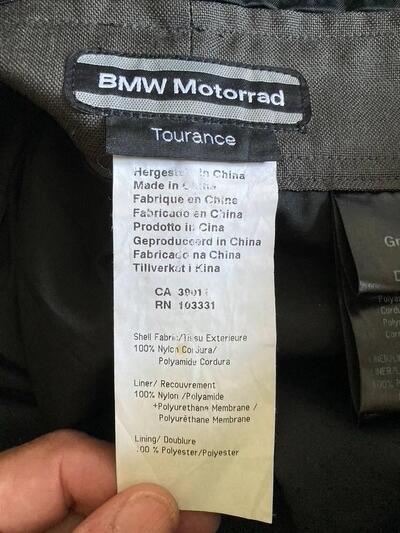 BMW Motorrad
Tourance
Hergestellt in China
Made in China
Fabrique en China
Fabricado en China
Prodotto in Cina
Geproduceerd in China
Fabricado na China
Tillverkat i Kina
CA 3901
RN 103331
Shell Fabric/Tissu Exterieure
100% Nylon Cordura/
Polyamide Cordura
Liner/ Recouvrement
100% Nylon /Polyamide
+Polyurethane Membrane /
Polyuréthane Membrane
Lining/ Doublure
100 % Polyester/Polyester